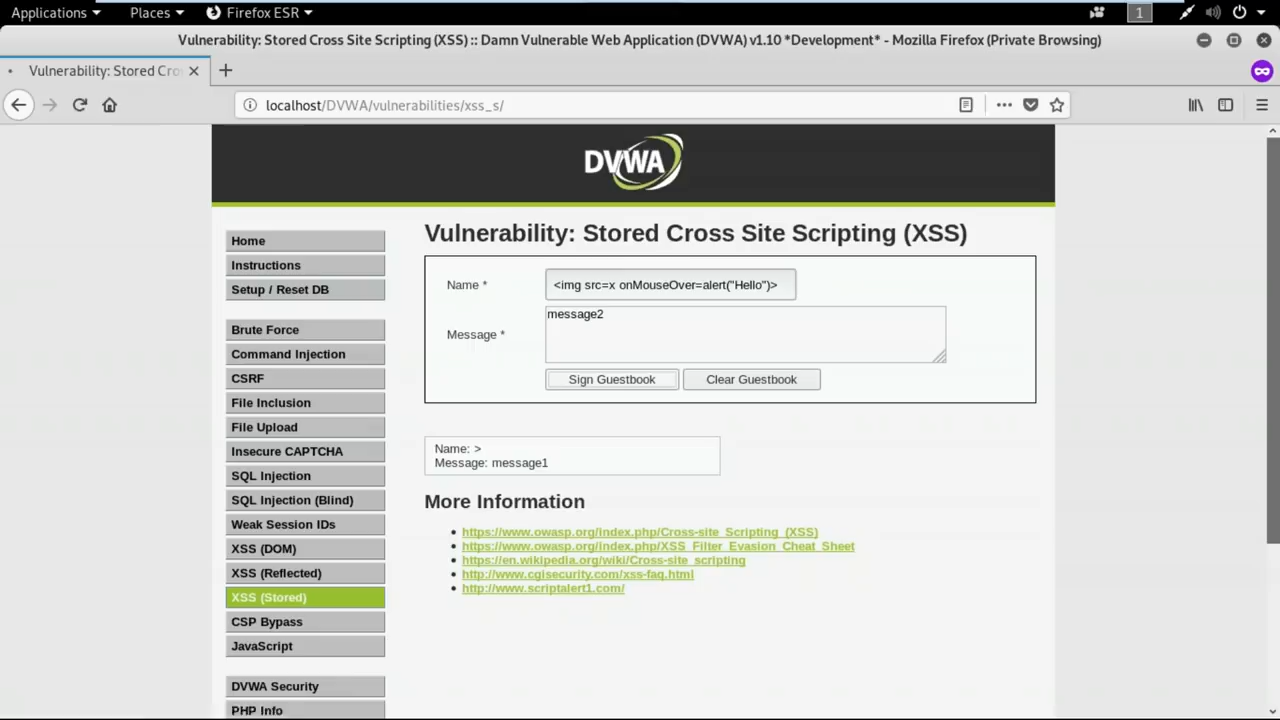 Applications Places Firefox ESR 1
Vulnerability: Stored Cross Site Scripting (XSS) :: Damn Vulnerable Web Application (DVWA) v1.10 *Development* - Mozilla Firefox (Private Browsing)
Vulnerability: Stored Cro
localhost/DVWA/vulnerabilities/xss_s/
DVWA
Home
Instructions
Setup / Reset DB
Brute Force
Command Injection
CSRF
File Inclusion
File Upload
Insecure CAPTCHA
SQL Injection
SQL Injection (Blind)
Weak Session IDs
XSS (DOM)
XSS (Reflected)
XSS (Stored)
CSP Bypass
JavaScript
DVWA Security
PHP Info
Vulnerability: Stored Cross Site Scripting (XSS)
Name * <img src=x onMouseOver=alert("Hello")>
Message * message2
Sign Guestbook Clear Guestbook
Name: >
Message: message1
More Information
https://www.owasp.org/index.php/Cross-site_Scripting_(XSS)
https://www.owasp.org/index.php/XSS_Filter_Evasion_Cheat_Sheet
https://en.wikipedia.org/wiki/Cross-site_scripting
http://www.cgisecurity.com/xss-faq.html
http://www.scriptalert1.com/